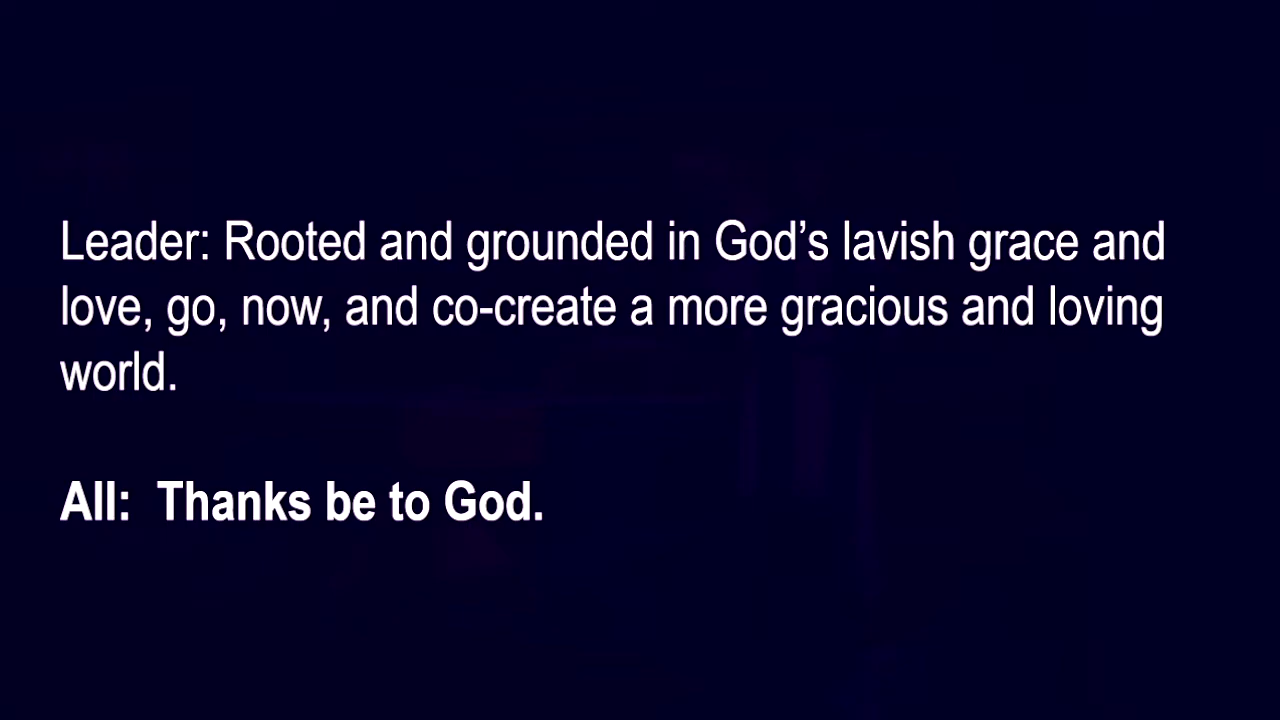 Leader: Rooted and grounded in God’s lavish grace and
love, go, now, and co-create a more gracious and loving
world.
All:  Thanks be to God.